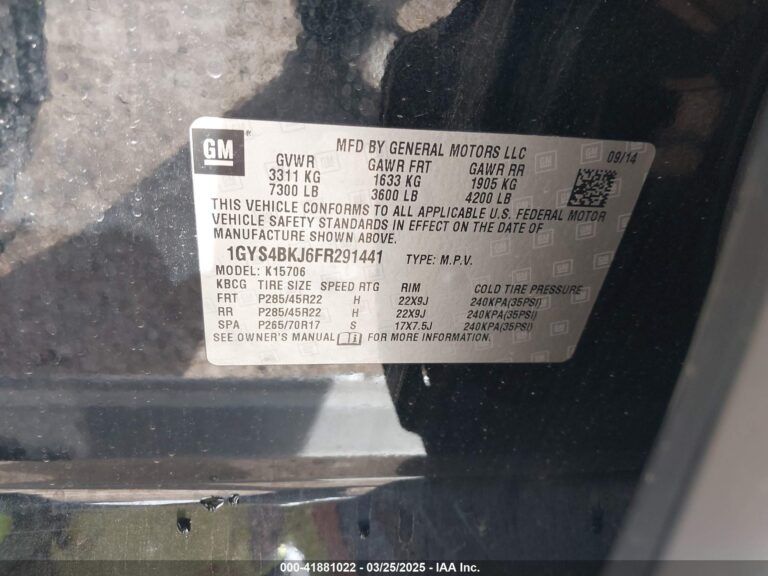 GM
MFD BY GENERAL MOTORS LLC 09/14
GVWR GAWR FRT GAWR RR
3311 KG 1633 KG 1905 KG
7300 LB 3600 LB 4200 LB
THIS VEHICLE CONFORMS TO ALL APPLICABLE U.S. FEDERAL MOTOR
VEHICLE SAFETY STANDARDS IN EFFECT ON THE DATE OF
MANUFACTURE SHOWN ABOVE.
1GYS4BKJ6FR291441 TYPE: M.P.V.
MODEL: K15706
KBCG TIRE SIZE SPEED RTG RIM COLD TIRE PRESSURE
FRT P285/45R22 H 22X9J 240KPA(35PSI)
RR P285/45R22 H 22X9J 240KPA(35PSI)
SPA P265/70R17 S 17X7.5J 240KPA(35PSI)
SEE OWNER'S MANUAL FOR MORE INFORMATION.
000-41881022 - 03/25/2025 - IAA Inc.